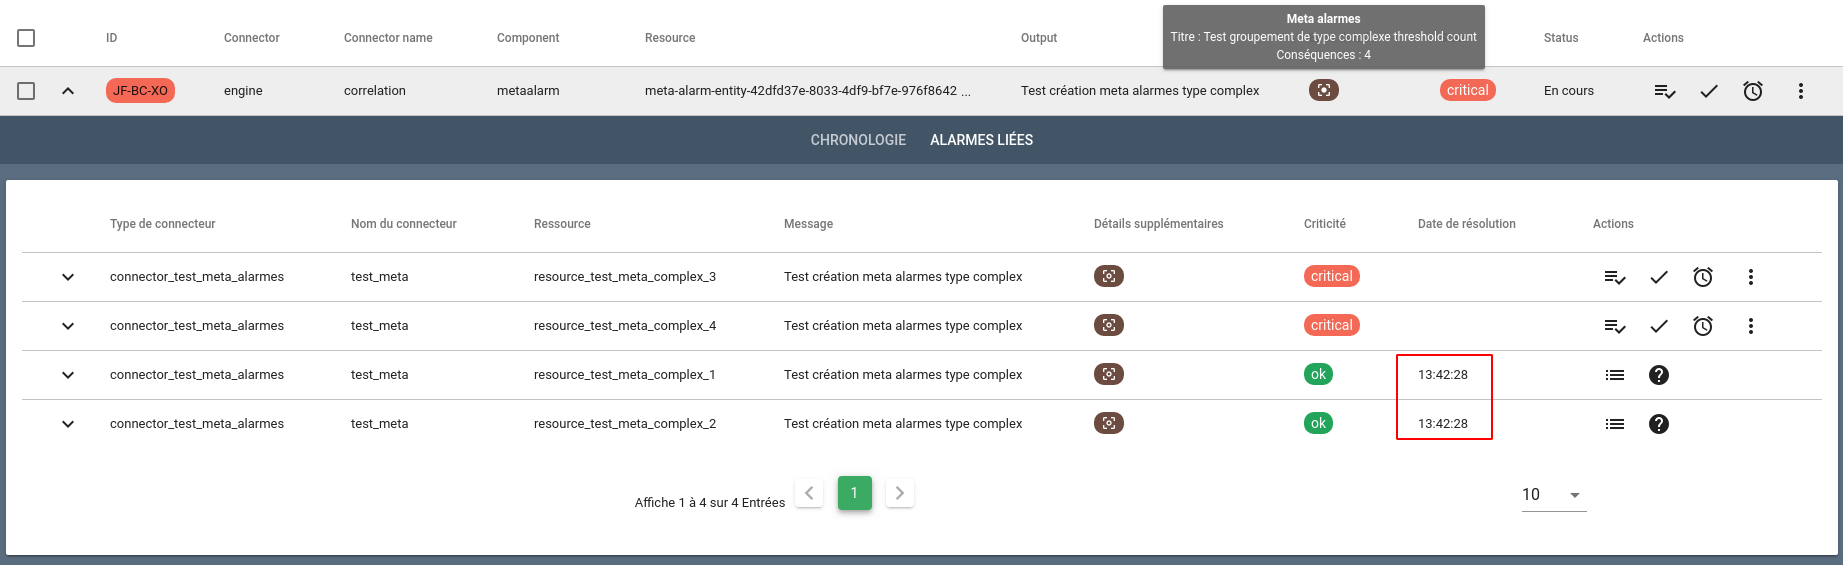 Meta alarmes
Titre : Test groupement de type complexe threshold count
Conséquences : 4
ID Connector Connector name Component Resource Output Status Actions
JF-BC-XO engine correlation metaalarm meta-alarm-entity-42dfd37e-8033-4df9-bf7e-976f8642 ... Test création meta alarmes type complex critical En cours
CHRONOLOGIE ALARMES LIÉES
Type de connecteur Nom du connecteur Ressource Message Détails supplémentaires Criticité Date de résolution Actions
connector_test_meta_alarmes test_meta resource_test_meta_complex_3 Test création meta alarmes type complex critical
connector_test_meta_alarmes test_meta resource_test_meta_complex_4 Test création meta alarmes type complex critical
connector_test_meta_alarmes test_meta resource_test_meta_complex_1 Test création meta alarmes type complex ok 13:42:28
connector_test_meta_alarmes test_meta resource_test_meta_complex_2 Test création meta alarmes type complex ok 13:42:28
Affiche 1 à 4 sur 4 Entrées 1 10